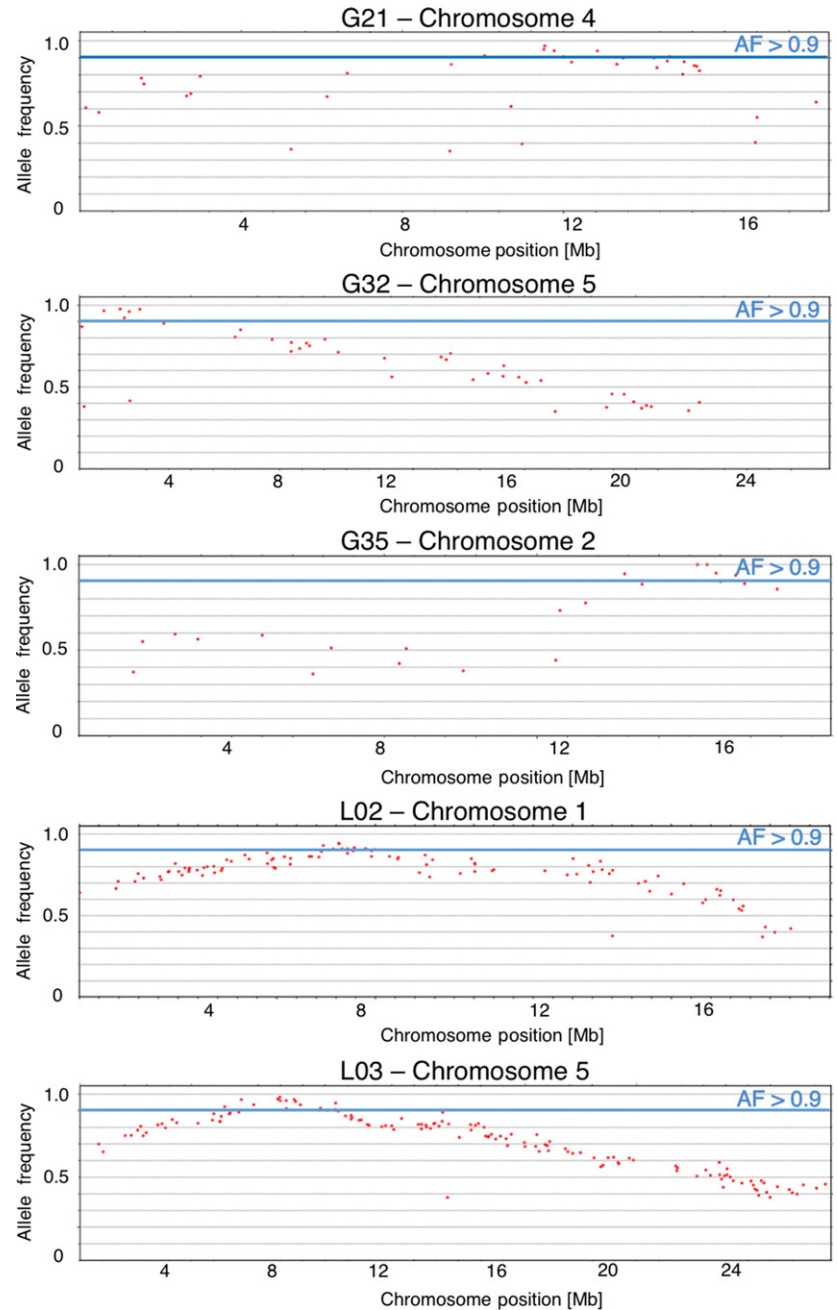 G21 – Chromosome 4
AF > 0.9
1.0
0.5
0
Allele frequency
4 8 12 16
Chromosome position [Mb]
G32 – Chromosome 5
AF > 0.9
1.0
0.5
0
Allele frequency
4 8 12 16 20 24
Chromosome position [Mb]
G35 – Chromosome 2
AF > 0.9
1.0
0.5
0
Allele frequency
4 8 12 16
Chromosome position [Mb]
L02 – Chromosome 1
AF > 0.9
1.0
0.5
0
Allele frequency
4 8 12 16
Chromosome position [Mb]
L03 – Chromosome 5
AF > 0.9
1.0
0.5
0
Allele frequency
4 8 12 16 20 24
Chromosome position [Mb]